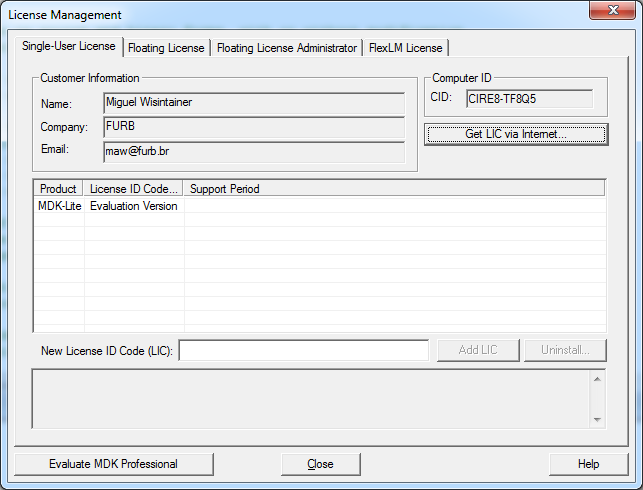 License Management
Single-User License
Floating License
Floating License Administrator
FlexLM License
Customer Information
Name: Miguel Wisintainer
Company: FURB
Email: maw@furb.br
Computer ID
CID: CIRE8-TF8Q5
Get LIC via Internet...
Product License ID Code... Support Period
MDK-Lite Evaluation Version
New License ID Code (LIC):
Add LIC
Uninstall...
Evaluate MDK Professional
Close
Help